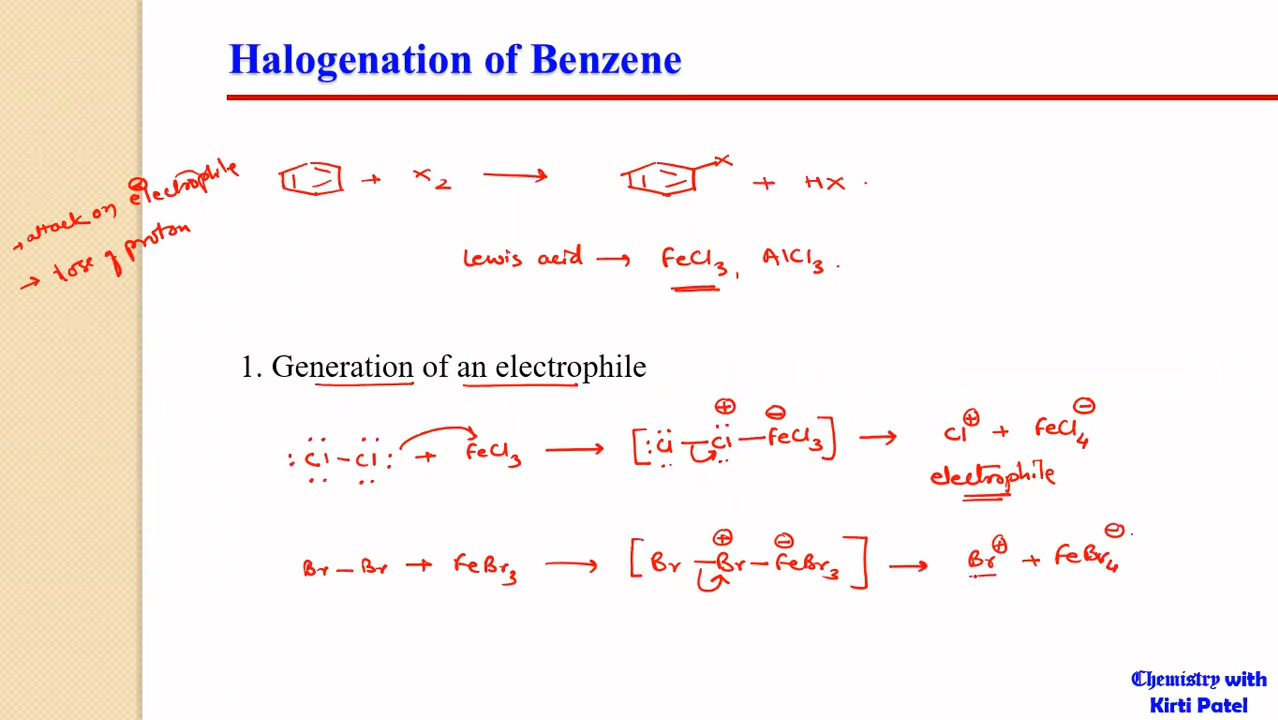 Halogenation of Benzene
→ attack on electrophile
→ lose of proton
+ X2 → X + HX .
Lewis acid → FeCl3, AlCl3 .
1. Generation of an electrophile
:Cl–Cl: + FeCl3 → [:Cl–Cl⊕–FeCl3⊖] → Cl⊕ + FeCl4⊖
electrophile
Br–Br + FeBr3 → [Br–Br⊕–FeBr3⊖] → Br⊕ + FeBr4⊖
Chemistry with
Kirti Patel